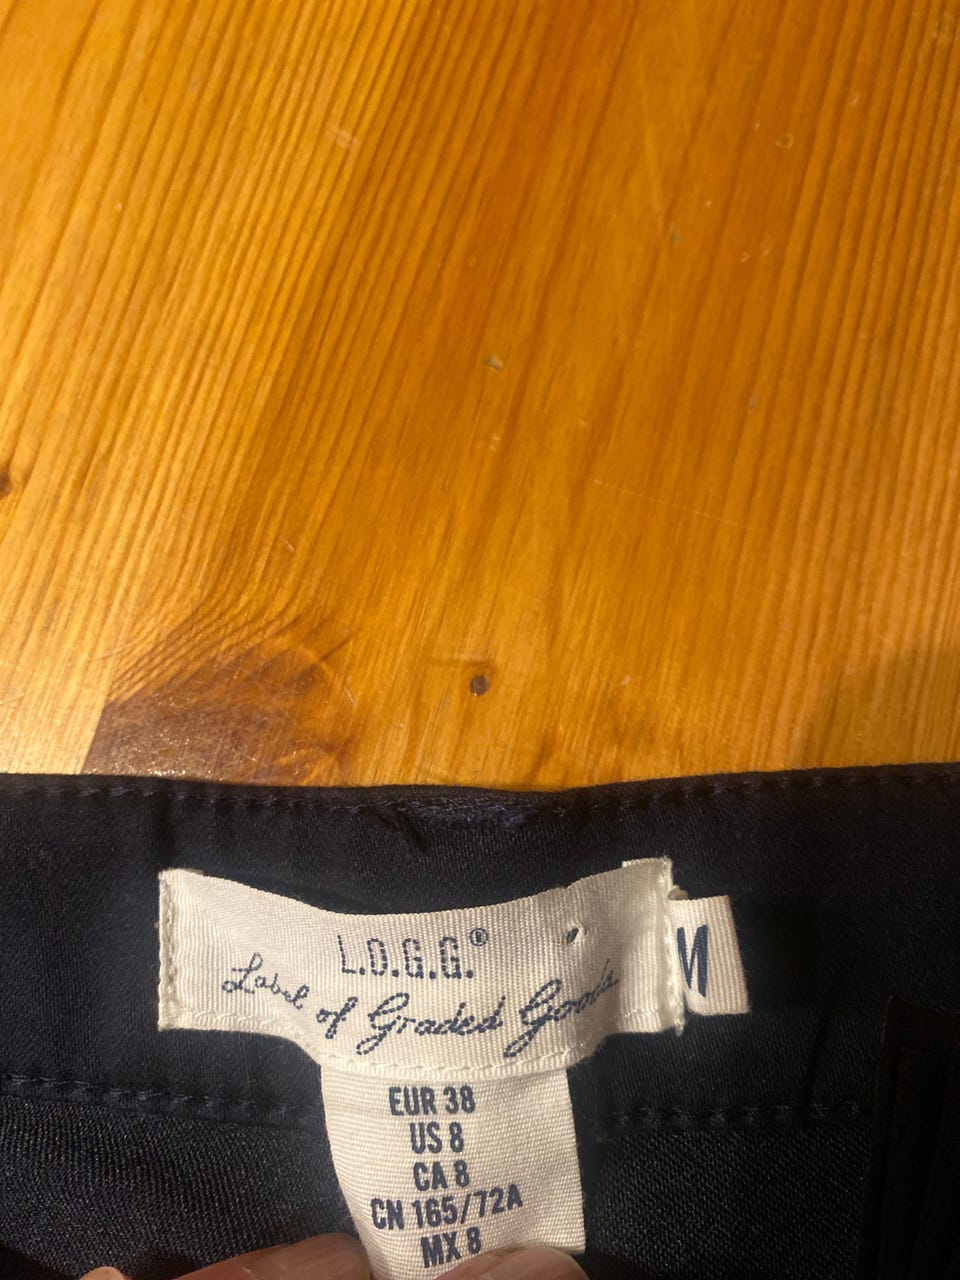 L.O.G.G.®
Label of Graded Goods
M
EUR 38
US 8
CA 8
CN 165/72A
MX 8